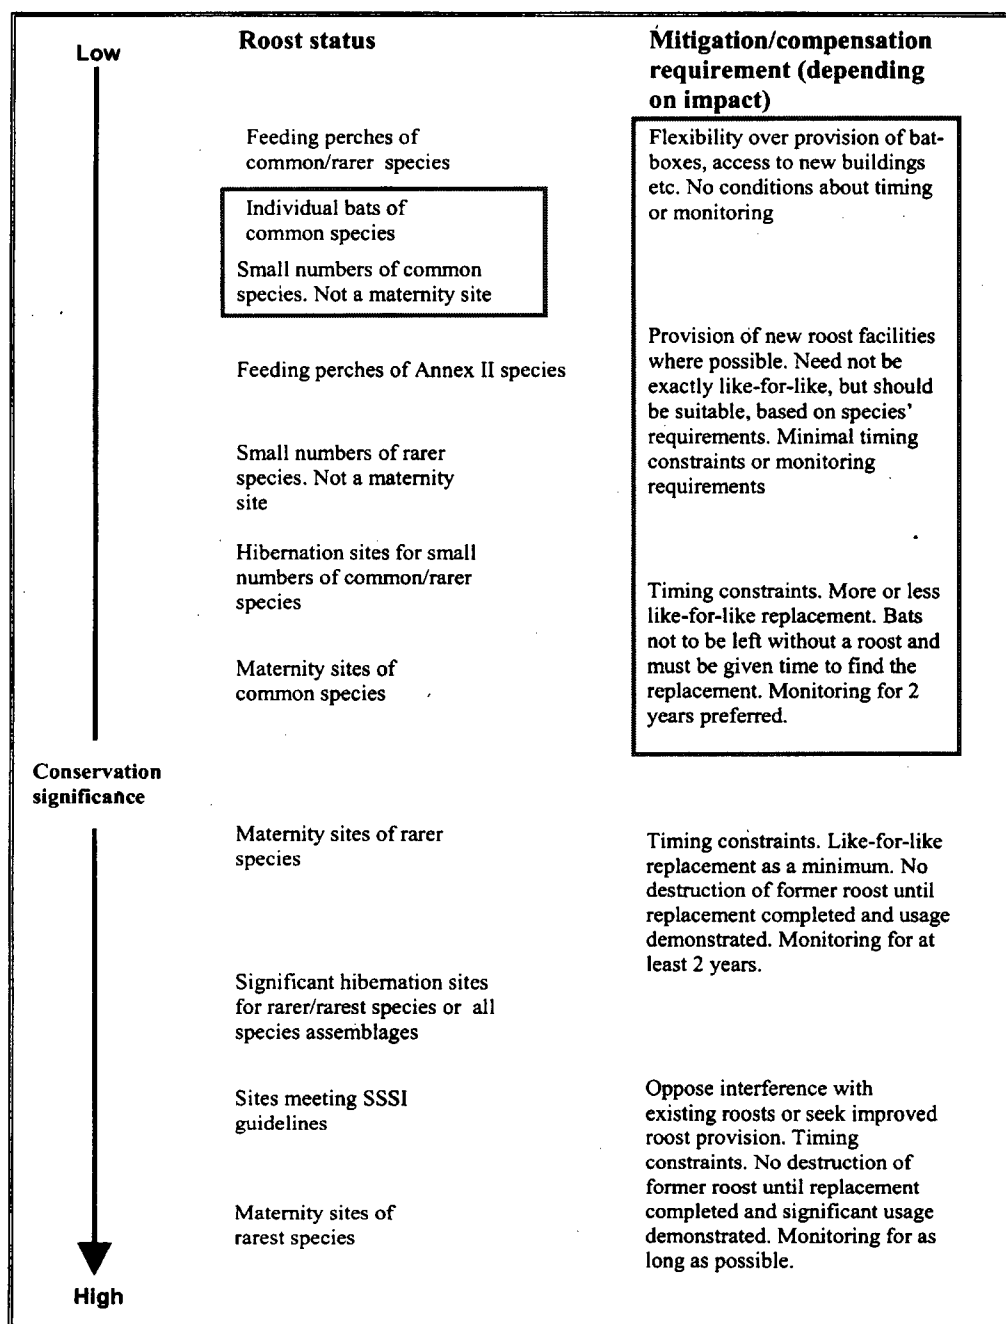 Low
Roost status
Mitigation/compensation
requirement (depending
on impact)
Feeding perches of
common/rarer species
Flexibility over provision of bat-
boxes, access to new buildings
etc. No conditions about timing
or monitoring
Individual bats of
common species
Small numbers of common
species. Not a maternity site
Feeding perches of Annex II species
Provision of new roost facilities
where possible. Need not be
exactly like-for-like, but should
be suitable, based on species'
requirements. Minimal timing
constraints or monitoring
requirements
Small numbers of rarer
species. Not a maternity
site
Hibernation sites for small
numbers of common/rarer
species
Timing constraints. More or less
like-for-like replacement. Bats
not to be left without a roost and
must be given time to find the
replacement. Monitoring for 2
years preferred.
Maternity sites of
common species
Conservation
significance
Maternity sites of rarer
species
Timing constraints. Like-for-like
replacement as a minimum. No
destruction of former roost until
replacement completed and usage
demonstrated. Monitoring for at
least 2 years.
Significant hibernation sites
for rarer/rarest species or all
species assemblages
Sites meeting SSSI
guidelines
Oppose interference with
existing roosts or seek improved
roost provision. Timing
constraints. No destruction of
former roost until replacement
completed and significant usage
demonstrated. Monitoring for as
long as possible.
Maternity sites of
rarest species
High